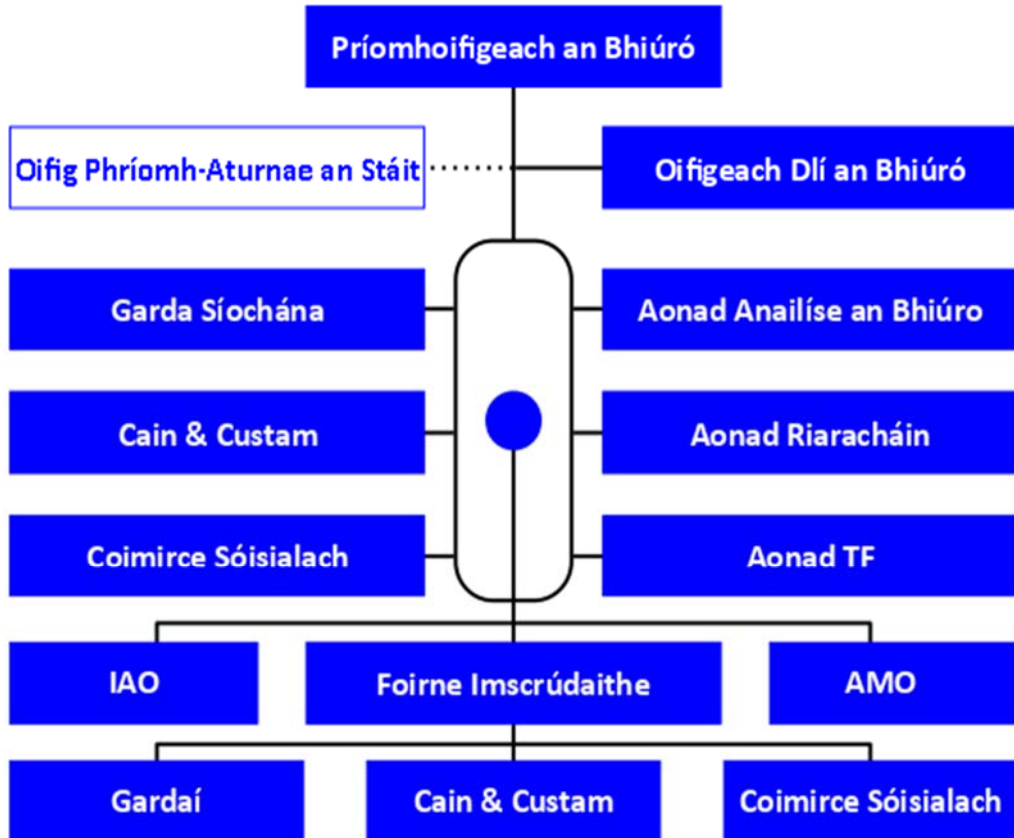 Príomhoifigeach an Bhiúró
Oifig Phríomh-Aturnae an Stáit
Oifigeach Dlí an Bhiúró
Garda Síochána
Aonad Anailíse an Bhiúro
Cain & Custam
Aonad Riaracháin
Coimirce Sóisialach
Aonad TF
IAO
Foirne Imscrúdaithe
AMO
Gardaí
Cain & Custam
Coimirce Sóisialach